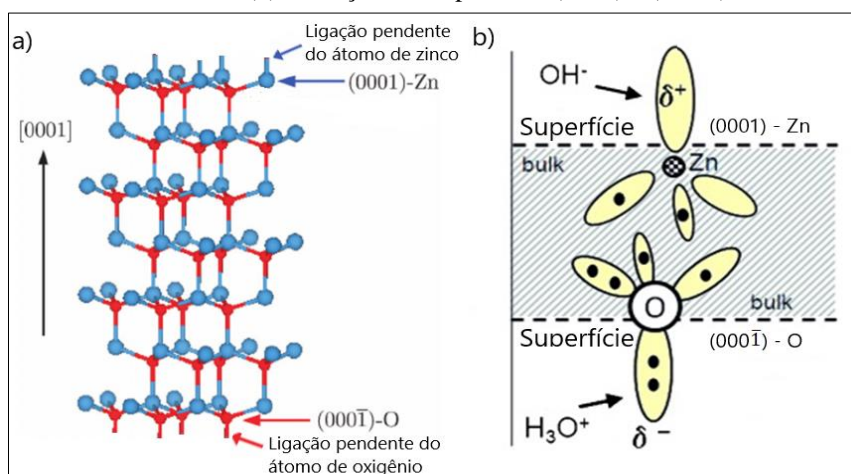 a)
Ligação pendente
do átomo de zinco
(0001)-Zn
[0001]
(0001̅)-O
Ligação pendente do
átomo de oxigênio
b)
OH-
δ+
Superfície
(0001) - Zn
bulk
Zn
O
bulk
Superfície
(0001̅) - O
H₃O⁺
δ -